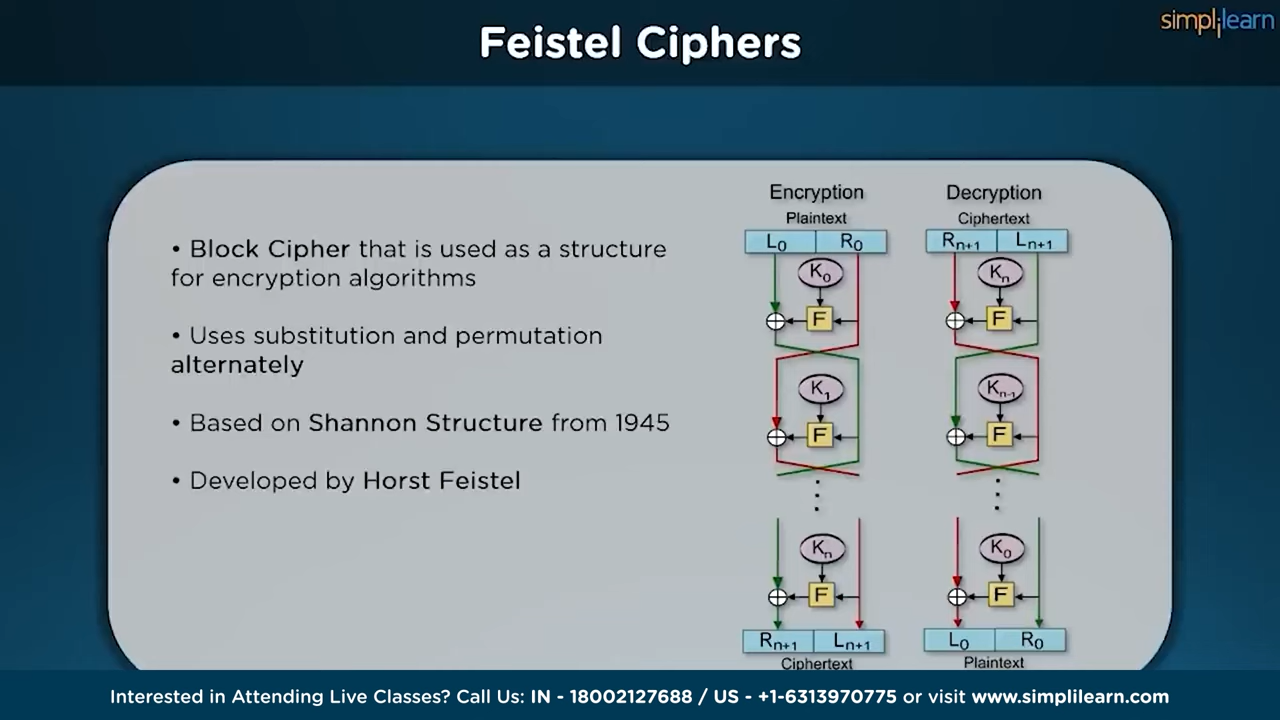 Feistel Ciphers
simplilearn
• Block Cipher that is used as a structure
for encryption algorithms
• Uses substitution and permutation
alternately
• Based on Shannon Structure from 1945
• Developed by Horst Feistel
Encryption
Plaintext
L0 R0
K0
F
K1
F
Kn
F
Rn+1 Ln+1
Ciphertext
Decryption
Ciphertext
Rn+1 Ln+1
Kn
F
Kn-1
F
K0
F
L0 R0
Plaintext
Interested in Attending Live Classes? Call Us: IN - 18002127688 / US - +1-6313970775 or visit www.simplilearn.com